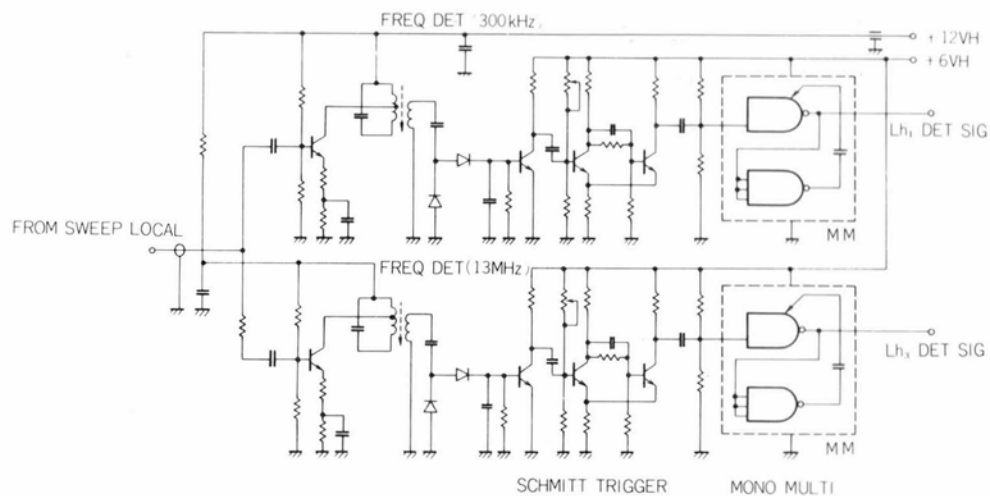 FREQ DET (300kHz)
+12VH
+6VH
Lh₁ DET SIG
MM
FROM SWEEP LOCAL
FREQ DET (13MHz)
Lh₃ DET SIG
MM
SCHMITT TRIGGER
MONO MULTI